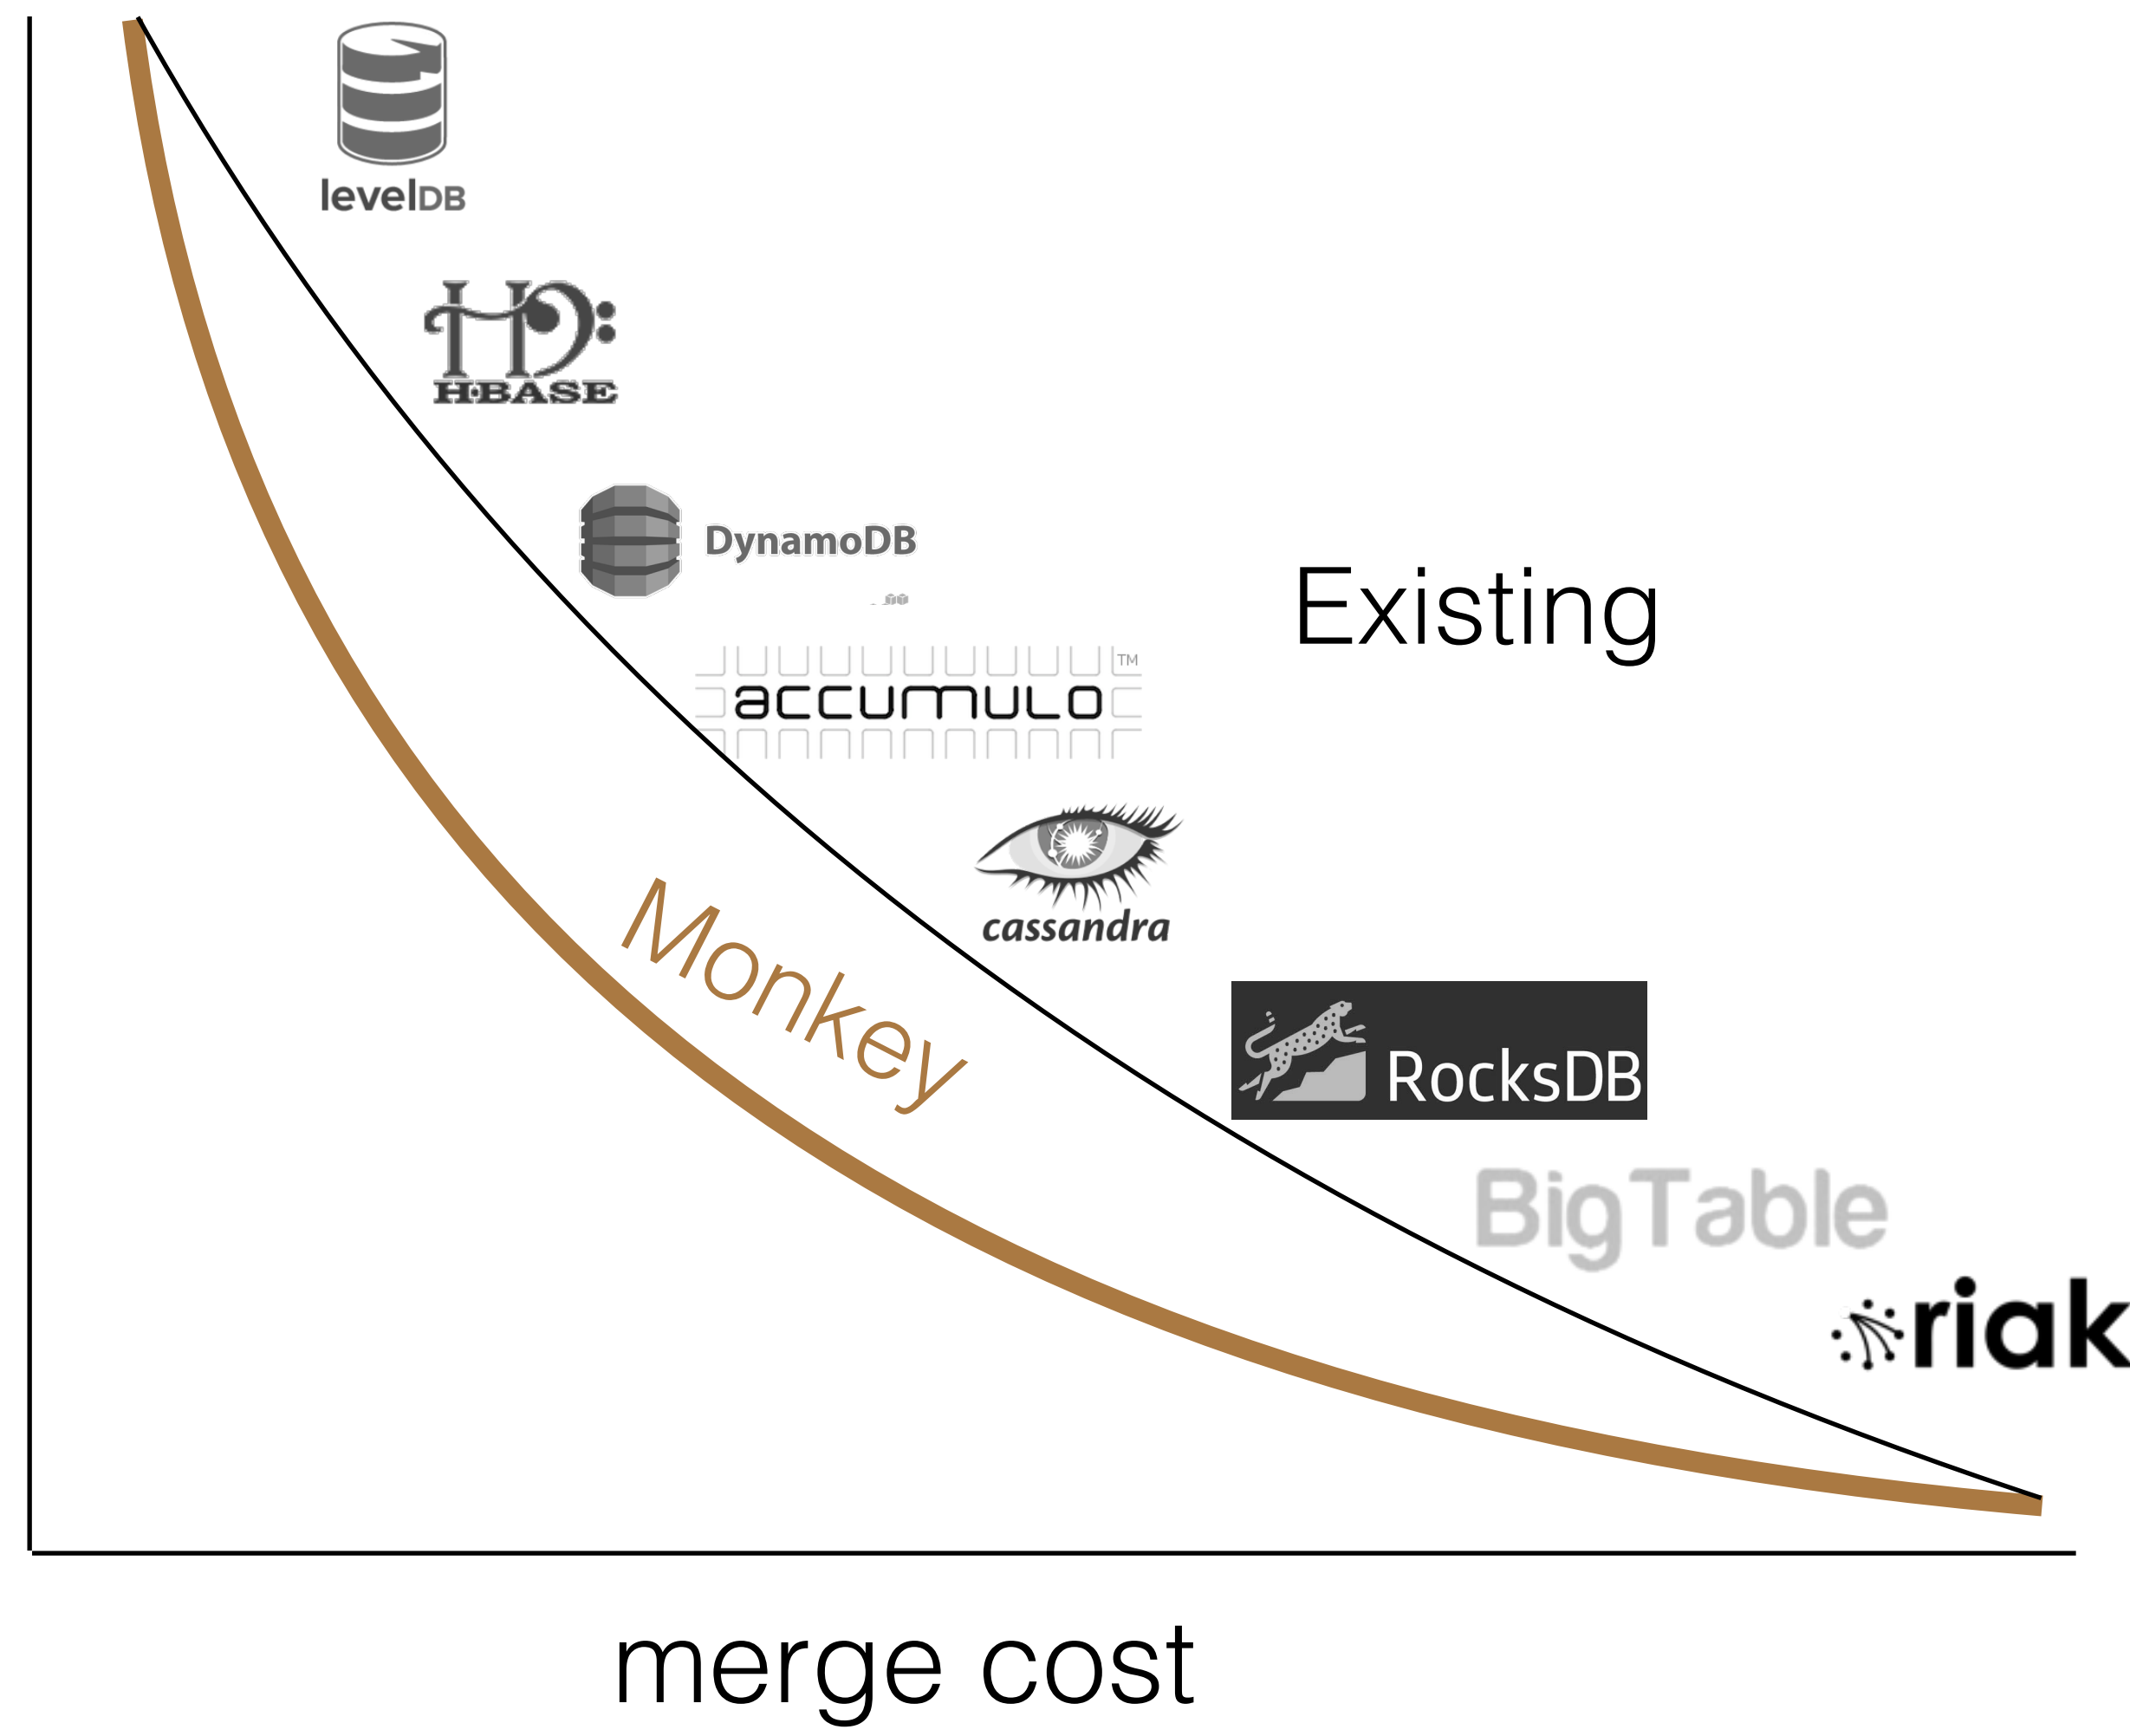 levelDB
HBASE
DynamoDB
Existing
accumulo TM
cassandra
Monkey
RocksDB
BigTable
riak
merge cost